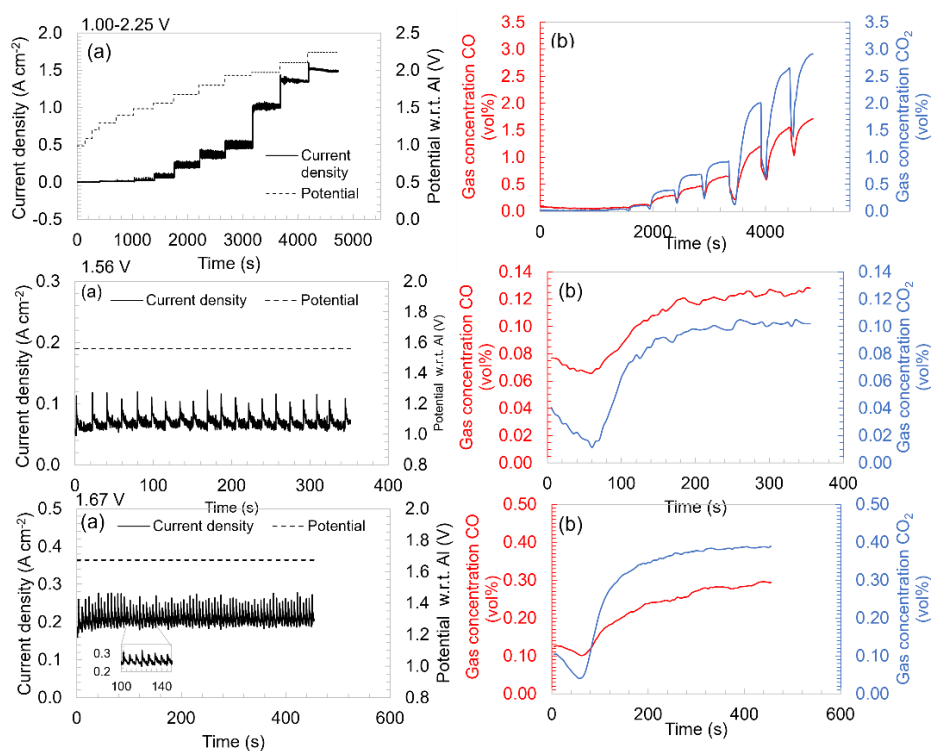 1.00-2.25 V
(a)
Current density (A cm⁻²)
2.0
1.5
1.0
0.5
0.0
-0.5
Current
density
Potential
2.5
2.0
1.5
1.0
0.5
0.0
Potential w.r.t. Al (V)
0 1000 2000 3000 4000 5000
Time (s)
(b)
Gas concentration CO
(vol%)
3.5
3.0
2.5
2.0
1.5
1.0
0.5
0.0
3.5
3.0
2.5
2.0
1.5
1.0
0.5
0.0
Gas concentration CO₂
(vol%)
0 2000 4000
Time (s)
1.56 V
(a)
Current density Potential
Current density (A cm⁻²)
0.3
0.2
0.1
0.0
2.0
1.8
1.6
1.4
1.2
1.0
0.8
Potential w.r.t. Al (V)
0 100 200 300 400
Time (s)
(b)
Gas concentration CO
(vol%)
0.14
0.12
0.10
0.08
0.06
0.04
0.02
0.00
0.14
0.12
0.10
0.08
0.06
0.04
0.02
0.00
Gas concentration CO₂
(vol%)
0 100 200 300 400
Time (s)
1.67 V
(a)
Current density Potential
Current density (A cm⁻²)
0.5
0.4
0.3
0.2
0.2
0.1
0.0
0.3
0.2
100 140
2.0
1.8
1.6
1.4
1.2
1.0
0.8
Potential w.r.t. Al (V)
0 200 400 600
Time (s)
(b)
Gas concentration CO
(vol%)
0.50
0.40
0.30
0.20
0.10
0.00
0.50
0.40
0.30
0.20
0.10
0.00
Gas concentration CO₂
(vol%)
0 200 400 600
Time (s)